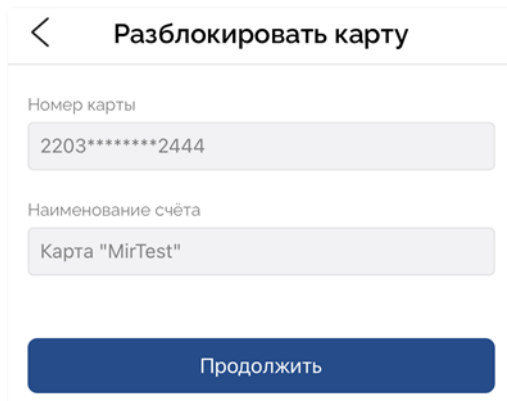 Разблокировать карту
Номер карты
2203********2444
Наименование счёта
Карта "MirTest"
Продолжить